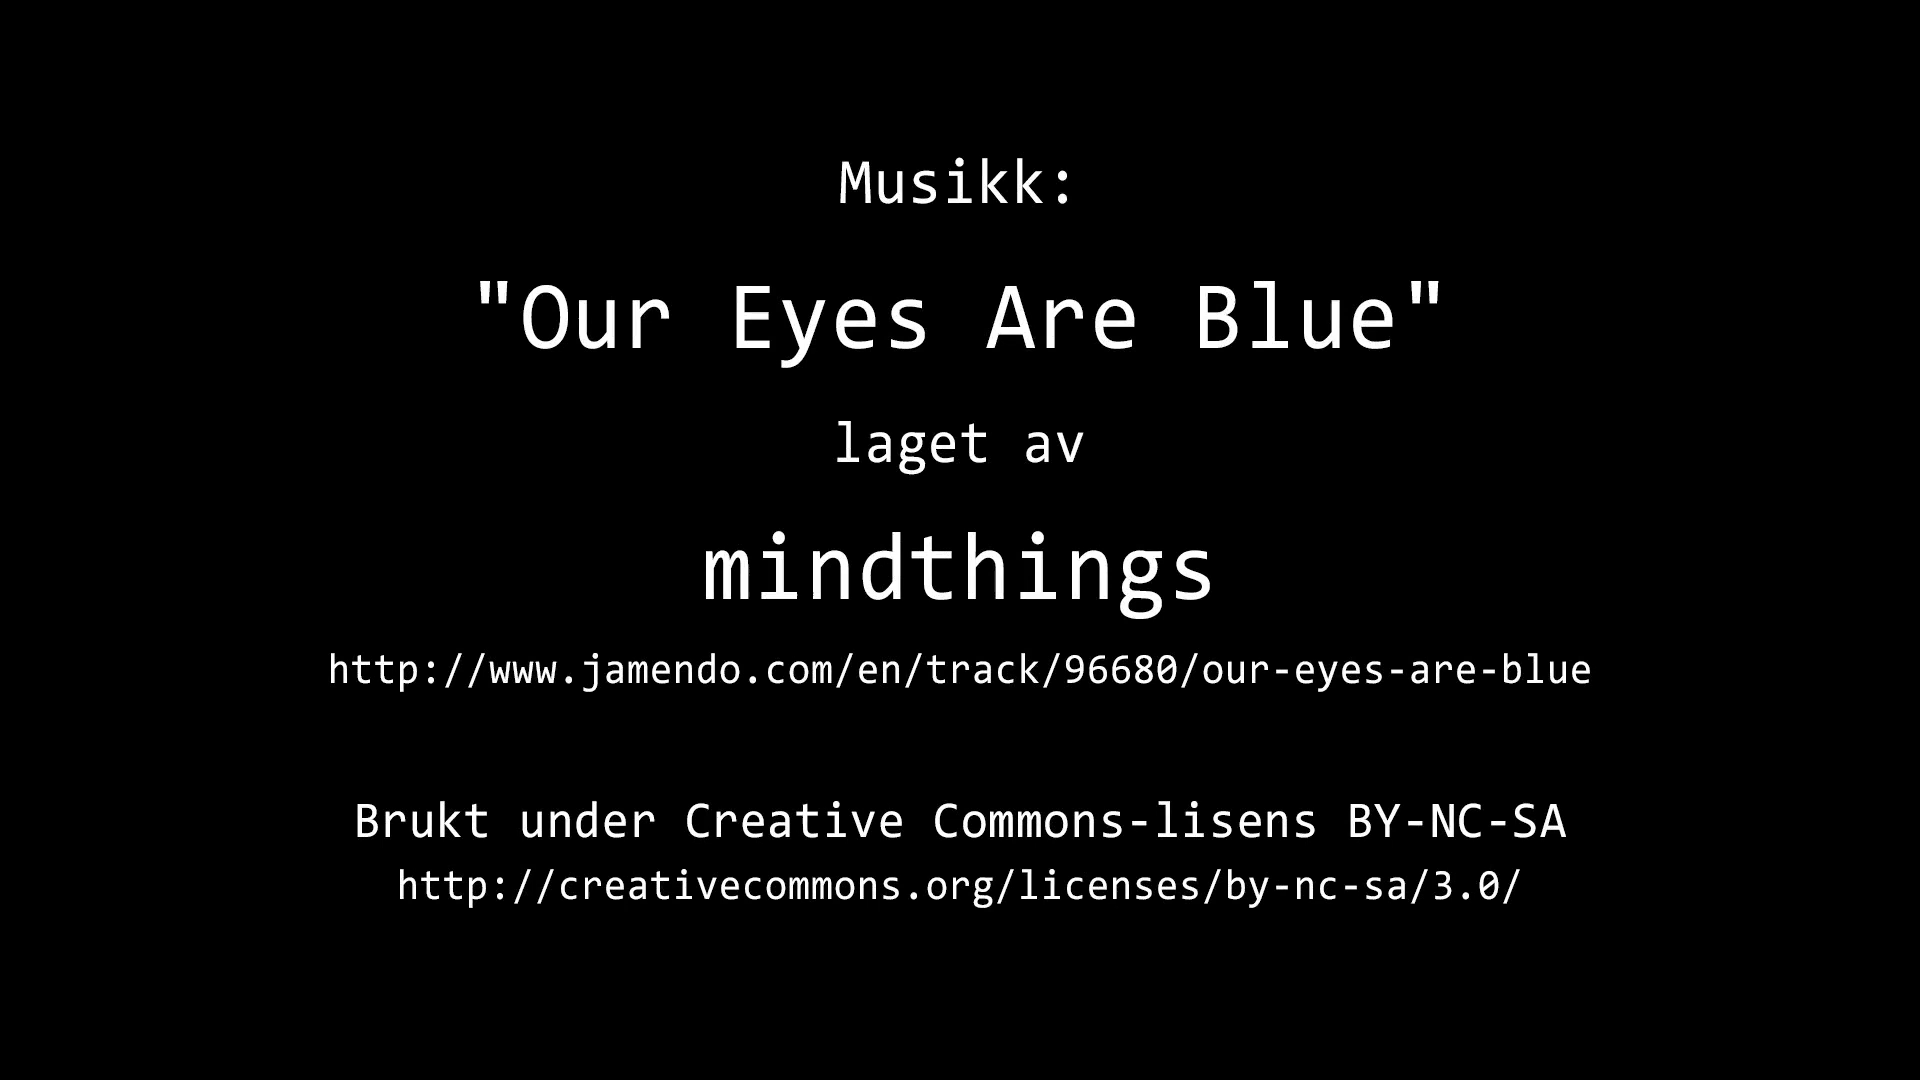 Musikk:
"Our Eyes Are Blue"
laget av
mindthings
http://www.jamendo.com/en/track/96680/our-eyes-are-blue
Brukt under Creative Commons-lisens BY-NC-SA
http://creativecommons.org/licenses/by-nc-sa/3.0/